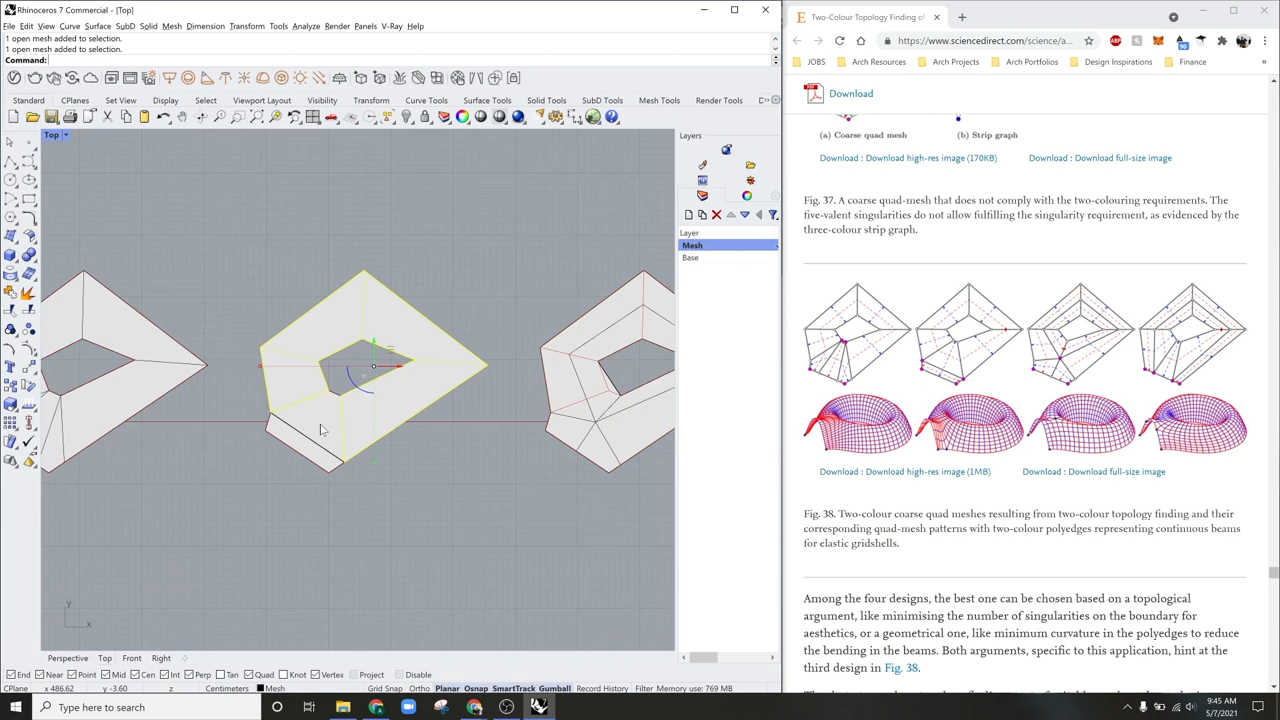 Rhinoceros 7 Commercial - [Top]
File Edit View Curve Surface SubD Solid Mesh Dimension Transform Tools Analyze Render Panels V-Ray Help
1 open mesh added to selection.
1 open mesh added to selection.
Command:
Standard CPlanes Set View Display Select Viewport Layout Visibility Transform Curve Tools Surface Tools Solid Tools SubD Tools Mesh Tools Render Tools
Top
Layers
Layer
Mesh
Base
y
x
Perspective Top Front Right
End Near Point Mid Cen Int Perp Tan Quad Knot Vertex Project Disable
CPlane x 486.62 y -3.60 z Centimeters Mesh Grid Snap Ortho Planar Osnap SmartTrack Gumball Record History Filter Memory use: 769 MB
Type here to search
Two-Colour Topology Finding of
https://www.sciencedirect.com/science/a...
ABP
90
JOBS Arch Resources Arch Projects Arch Portfolios Design Inspirations Finance
Download
(a) Coarse quad mesh (b) Strip graph
Download : Download high-res image (170KB) Download : Download full-size image
Fig. 37. A coarse quad-mesh that does not comply with the two-colouring requirements. The
five-valent singularities do not allow fulfilling the singularity requirement, as evidenced by the
three-colour strip graph.
Download : Download high-res image (1MB) Download : Download full-size image
Fig. 38. Two-colour coarse quad meshes resulting from two-colour topology finding and their
corresponding quad-mesh patterns with two-colour polyedges representing continuous beams
for elastic gridshells.
Among the four designs, the best one can be chosen based on a topological
argument, like minimising the number of singularities on the boundary for
aesthetics, or a geometrical one, like minimum curvature in the polyedges to reduce
the bending in the beams. Both arguments, specific to this application, hint at the
third design in Fig. 38.
9:45 AM
5/7/2021